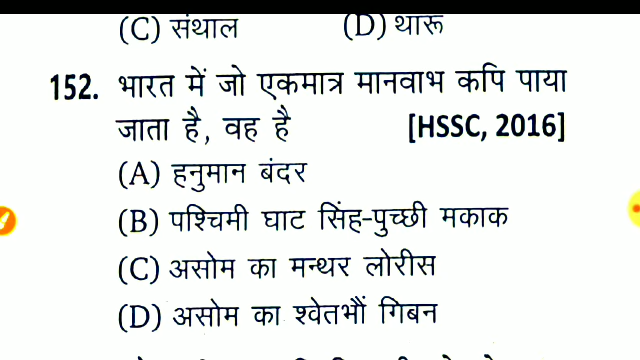 (C) संथाल (D) थारू
152. भारत में जो एकमात्र मानवाभ कपि पाया
जाता है, वह है [HSSC, 2016]
(A) हनुमान बंदर
(B) पश्चिमी घाट सिंह-पुच्छी मकाक
(C) असोम का मन्थर लोरीस
(D) असोम का श्वेतभौं गिबन